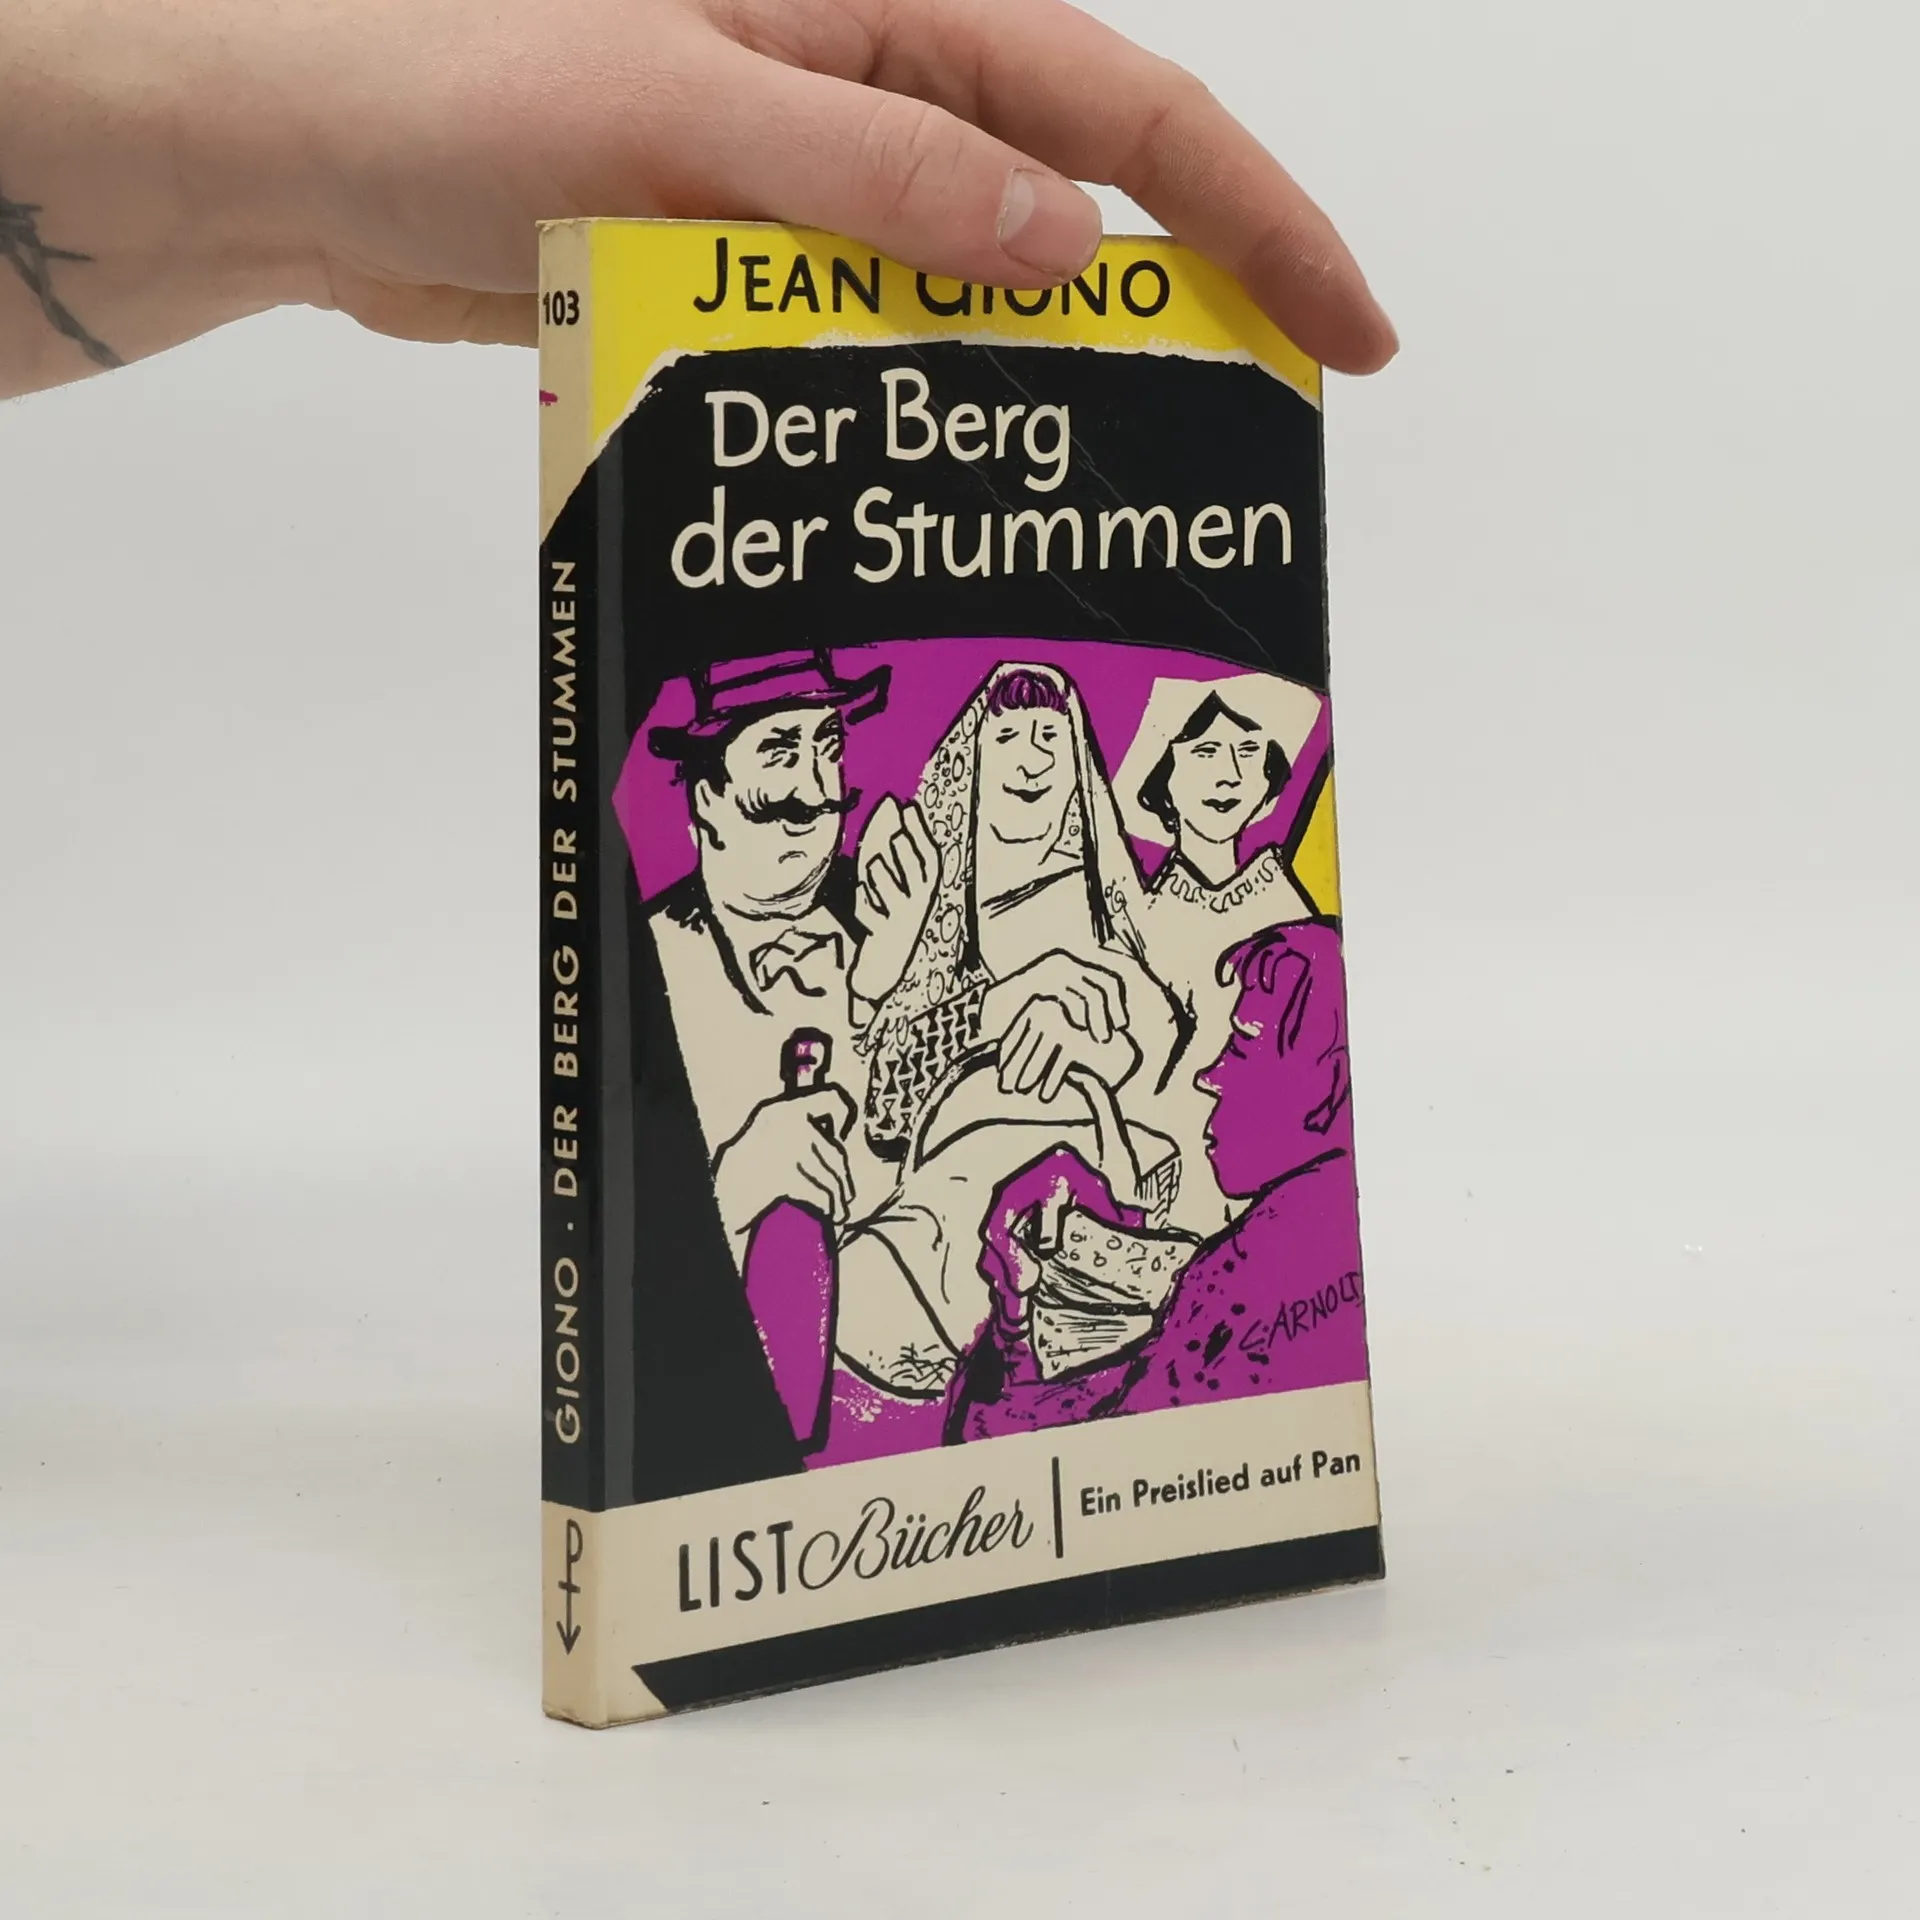 JEAN GIONO
Der Berg
der Stummen
C. ARNOLD
LIST Bücher | Ein Preislied auf Pan
103
GIONO · DER BERG DER STUMMEN